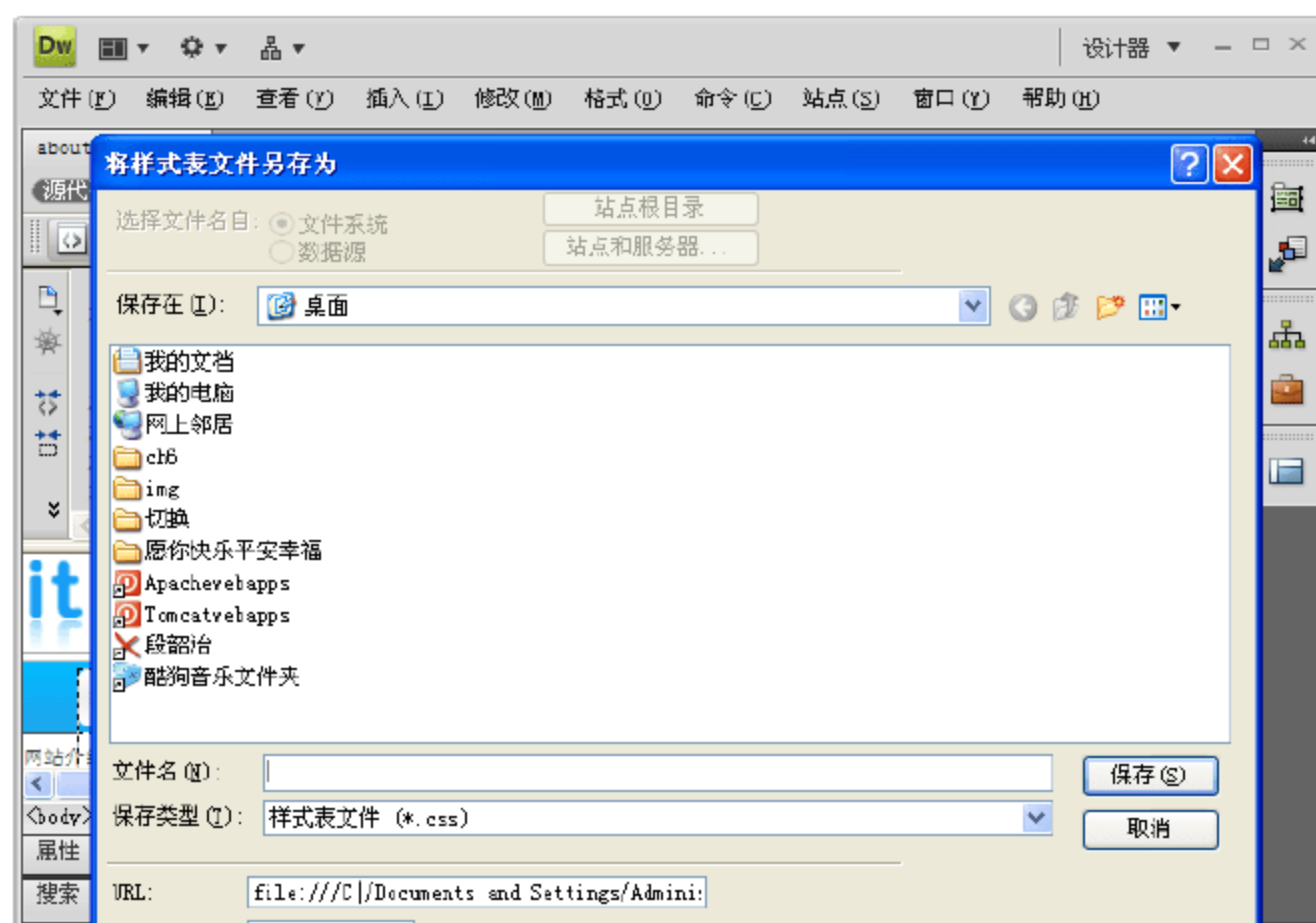 Dw
设计器
文件(F) 编辑(E) 查看(V) 插入(I) 修改(M) 格式(O) 命令(C) 站点(S) 窗口(W) 帮助(H)
about
将样式表文件另存为
源代
选择文件名自: 文件系统
数据源
站点根目录
站点和服务器...
保存在(I): 桌面
我的文档
我的电脑
网上邻居
ch6
img
切换
愿你快乐平安幸福
Apachewebapps
Tomcatwebapps
段韶治
酷狗音乐文件夹
it
网站介
文件名(N):
保存(S)
<body>
保存类型(T): 样式表文件 (*.css)
取消
属性
搜索
URL: file:///C|/Documents and Settings/Admini